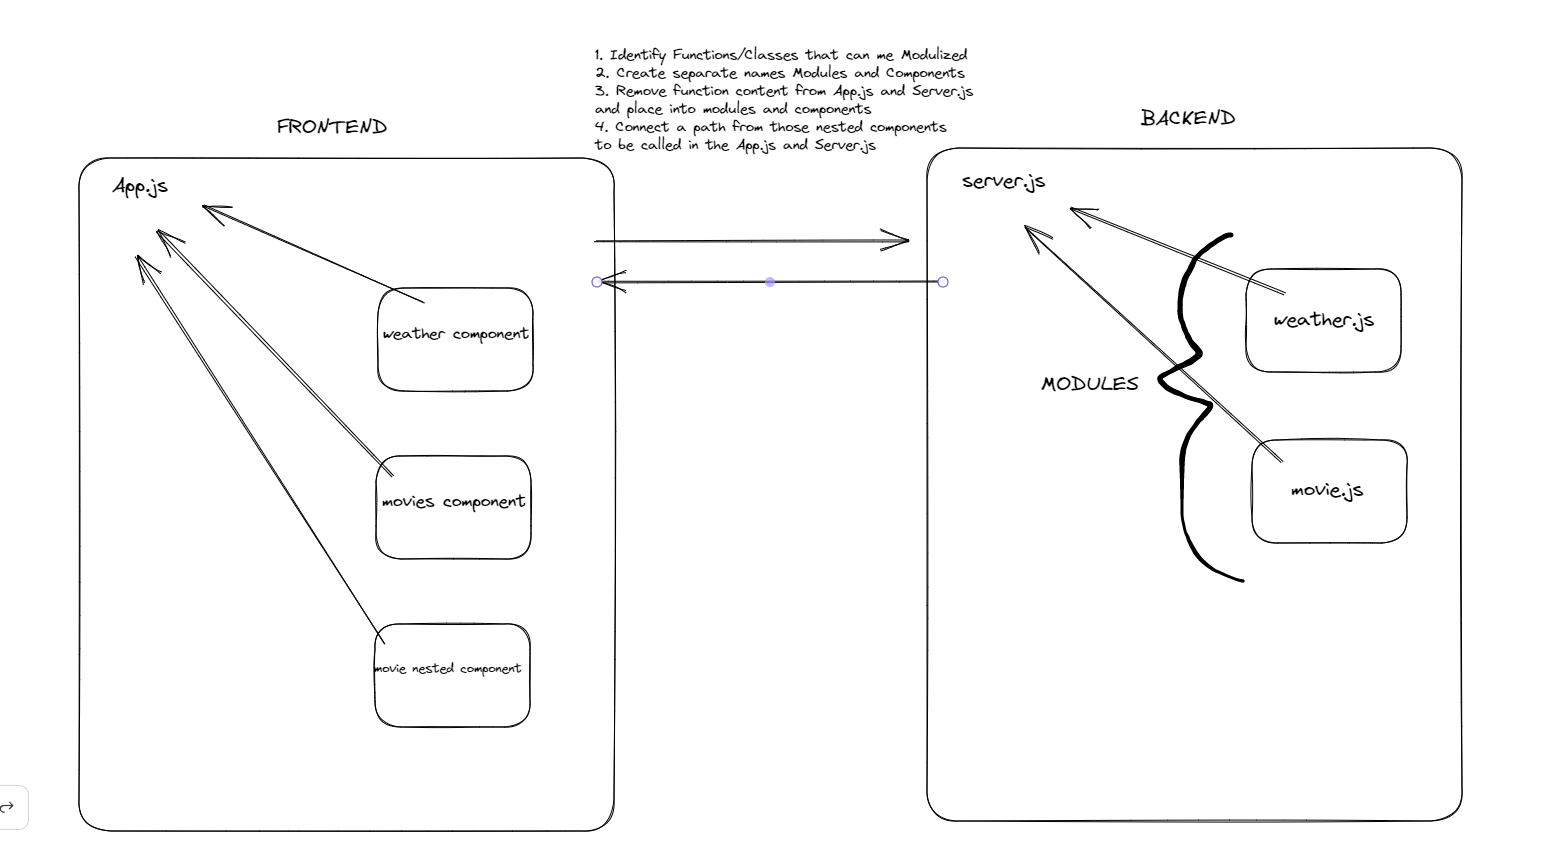 1. Identify Functions/Classes that can me Modulized
2. Create separate names Modules and Components
3. Remove function content from App.js and Server.js
and place into modules and components
4. Connect a path from those nested components
to be called in the App.js and Server.js
FRONTEND
App.js
weather component
movies component
movie nested component
BACKEND
server.js
MODULES
weather.js
movie.js